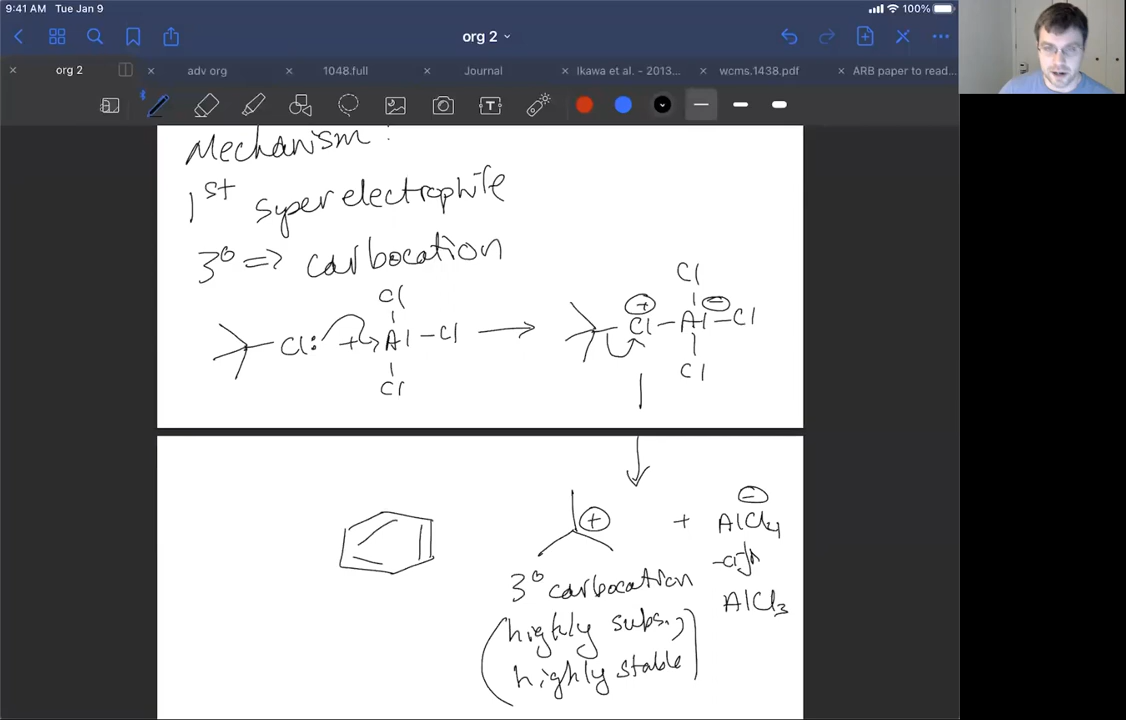 9:41 AM Tue Jan 9
100%
org 2
org 2
adv org
1048.full
Journal
Ikawa et al. - 2013...
wcms.1438.pdf
ARB paper to read...
Mechanism:
1st superelectrophile
3° => carbocation
Cl
Cl: + Al-Cl
Cl
Cl
⊕ ⊖
Cl-Al-Cl
Cl
⊕ + ⊖
AlCl4
3° carbocation
AlCl3
(highly subs.,
highly stable)